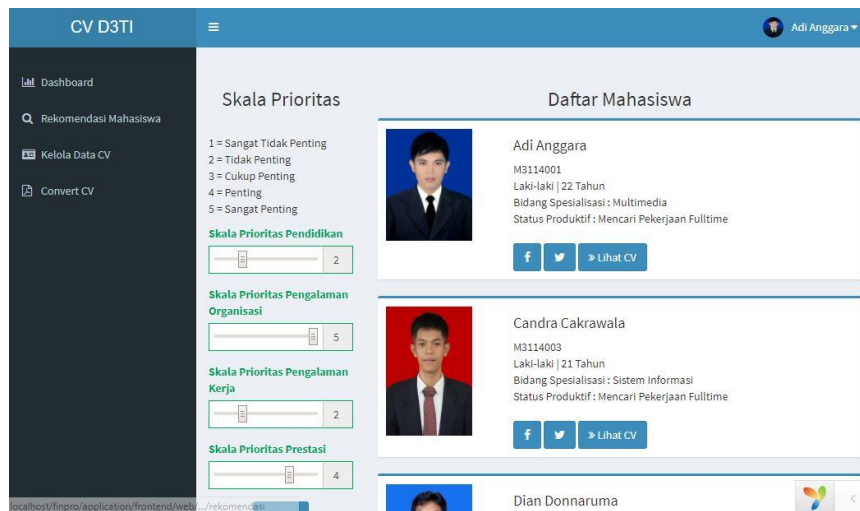 CV D3TI
Adi Anggara
Dashboard
Rekomendasi Mahasiswa
Kelola Data CV
Convert CV
Skala Prioritas
1 = Sangat Tidak Penting
2 = Tidak Penting
3 = Cukup Penting
4 = Penting
5 = Sangat Penting
Skala Prioritas Pendidikan
2
Skala Prioritas Pengalaman
Organisasi
5
Skala Prioritas Pengalaman
Kerja
2
Skala Prioritas Prestasi
4
Daftar Mahasiswa
Adi Anggara
M3114001
Laki-laki | 22 Tahun
Bidang Spesialisasi : Multimedia
Status Produktif : Mencari Pekerjaan Fulltime
» Lihat CV
Candra Cakrawala
M3114003
Laki-laki | 21 Tahun
Bidang Spesialisasi : Sistem Informasi
Status Produktif : Mencari Pekerjaan Fulltime
» Lihat CV
Dian Donnaruma
localhost/finpro/application/frontend/web/.../rekomendasi